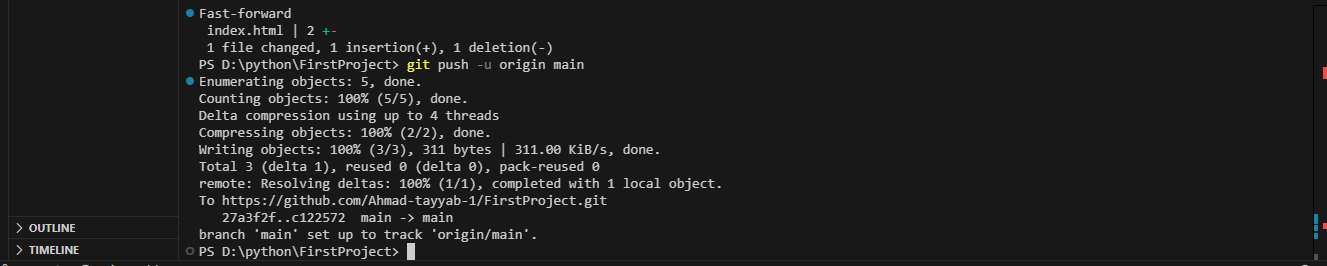 Fast-forward
index.html | 2 +-
1 file changed, 1 insertion(+), 1 deletion(-)
PS D:\python\FirstProject> git push -u origin main
Enumerating objects: 5, done.
Counting objects: 100% (5/5), done.
Delta compression using up to 4 threads
Compressing objects: 100% (2/2), done.
Writing objects: 100% (3/3), 311 bytes | 311.00 KiB/s, done.
Total 3 (delta 1), reused 0 (delta 0), pack-reused 0
remote: Resolving deltas: 100% (1/1), completed with 1 local object.
To https://github.com/Ahmad-tayyab-1/FirstProject.git
27a3f2f..c122572  main -> main
branch 'main' set up to track 'origin/main'.
PS D:\python\FirstProject>
OUTLINE
TIMELINE